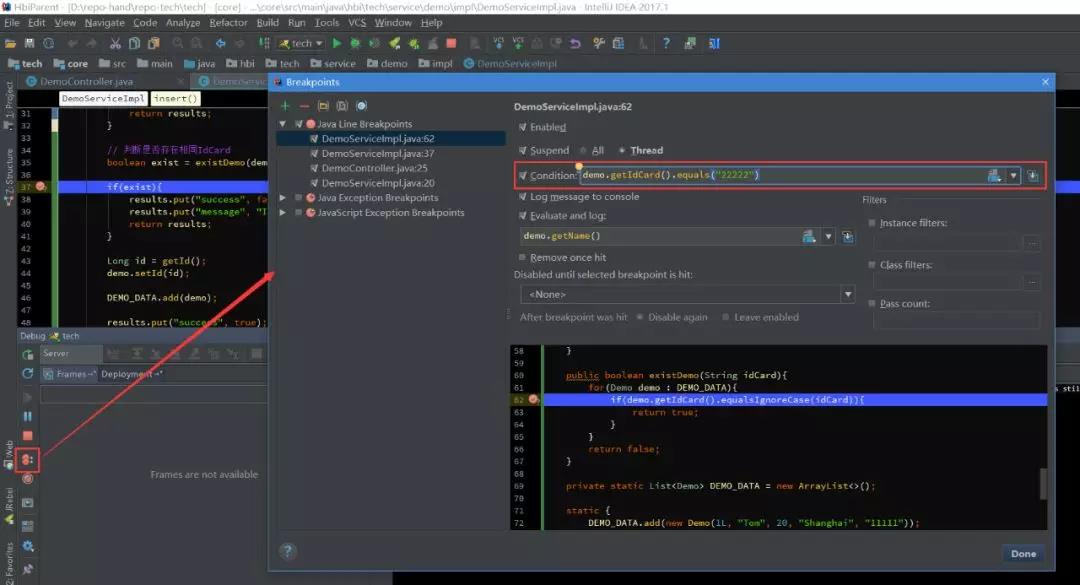 HbiParent - [D:\repo-hand\repo-tech\tech] - [core] - ...\core\src\main\java\hbi\tech\service\demo\impl\DemoServiceImpl.java - IntelliJ IDEA 2017.1
File Edit View Navigate Code Analyze Refactor Build Run Tools VCS Window Help
tech
tech core src main java hbi tech service demo impl DemoServiceImpl
DemoController.java DemoServic
Breakpoints
DemoServiceImpl insert()
1: Project
Z: Structure
Web
JRebel
2: Favorites
31 return results;
32 }
33
34 // 判断是否存在相同IdCard
35 boolean exist = existDemo(dem
36
37 if(exist){
38 results.put("success", fa
39 results.put("message", "I
40 return results;
41 }
42
43 Long id = getId();
44 demo.setId(id);
45
46 DEMO_DATA.add(demo);
47
48 results.put("success", true);
Debug tech
Server
Frames Deployment
Frames are not available
Java Line Breakpoints
DemoServiceImpl.java:62
DemoServiceImpl.java:37
DemoController.java:25
DemoServiceImpl.java:20
Java Exception Breakpoints
JavaScript Exception Breakpoints
DemoServiceImpl.java:62
Enabled
Suspend All Thread
Condition: demo.getIdCard().equals("22222")
Log message to console
Evaluate and log:
demo.getName()
Remove once hit
Disabled until selected breakpoint is hit:
<None>
After breakpoint was hit Disable again Leave enabled
Filters
Instance filters:
Class filters:
Pass count:
58 }
59
60 public boolean existDemo(String idCard){
61 for(Demo demo : DEMO_DATA){
62 if(demo.getIdCard().equalsIgnoreCase(idCard)){
63 return true;
64 }
65 }
66 return false;
67 }
68
69 private static List<Demo> DEMO_DATA = new ArrayList<>();
70
71 static {
72 DEMO_DATA.add(new Demo(1L, "Tom", 20, "Shanghai", "11111"));
s stil
Done